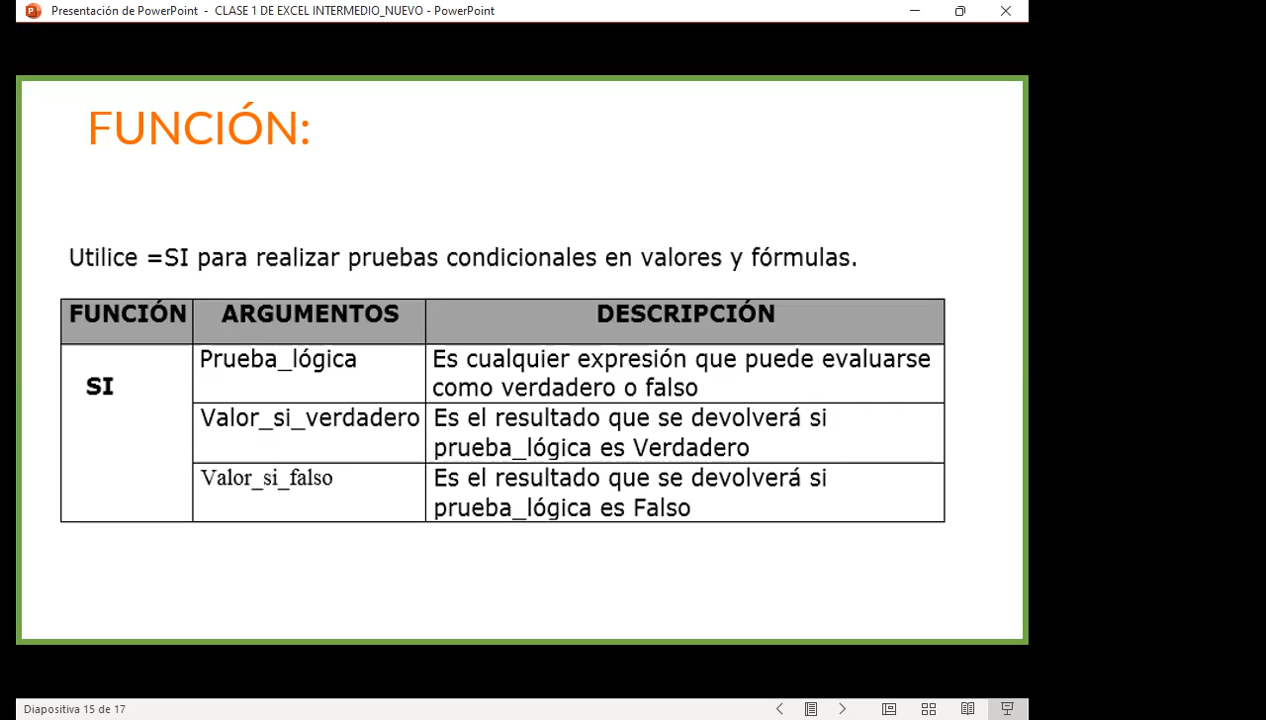 Presentación de PowerPoint - CLASE 1 DE EXCEL INTERMEDIO_NUEVO - PowerPoint
FUNCIÓN:
Utilice =SI para realizar pruebas condicionales en valores y fórmulas.
FUNCIÓN ARGUMENTOS DESCRIPCIÓN
SI
Prueba_lógica
Es cualquier expresión que puede evaluarse
como verdadero o falso
Valor_si_verdadero
Es el resultado que se devolverá si
prueba_lógica es Verdadero
Valor_si_falso
Es el resultado que se devolverá si
prueba_lógica es Falso
Diapositiva 15 de 17